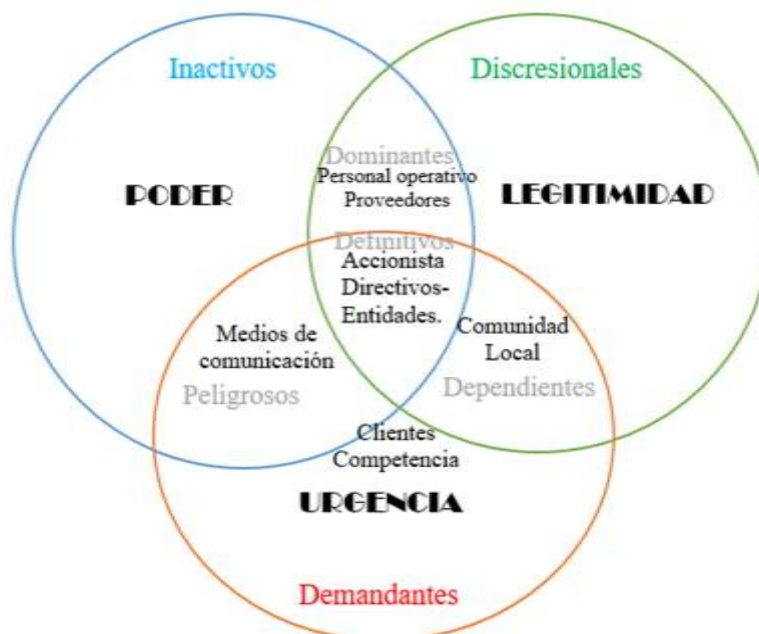 Inactivos
Discresionales
Dominantes
Personal operativo
Proveedores
PODER
LEGITIMIDAD
Definitivos
Accionista
Directivos-
Entidades.
Medios de
comunicación
Peligrosos
Comunidad
Local
Dependientes
Clientes
Competencia
URGENCIA
Demandantes